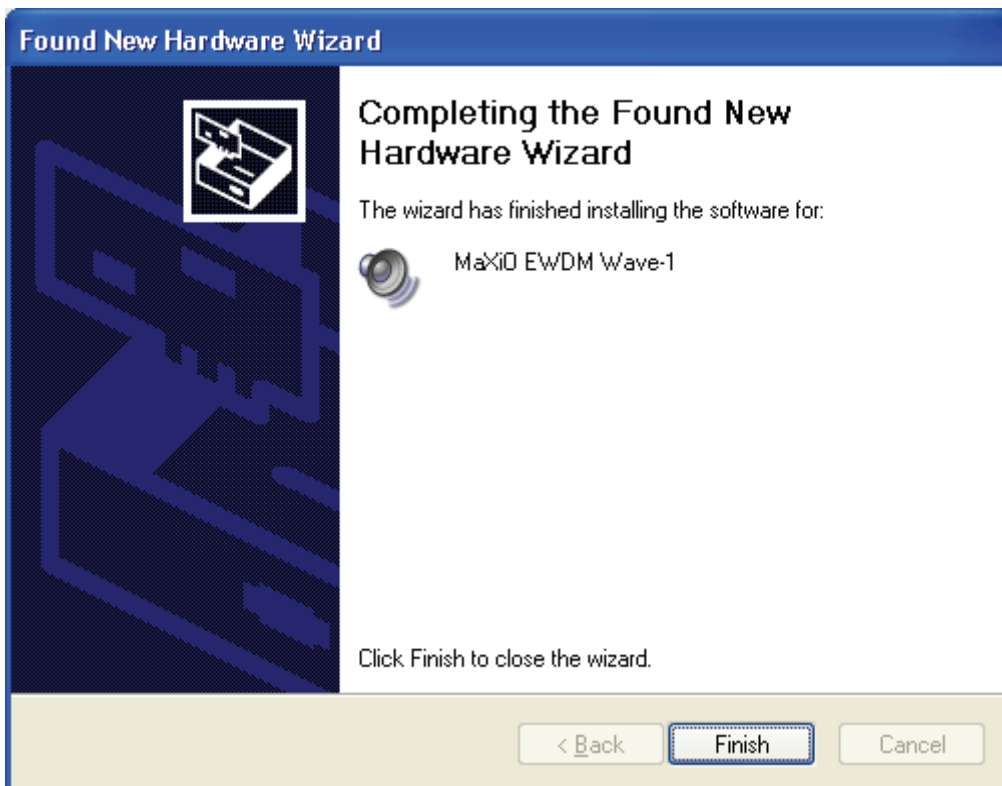 Found New Hardware Wizard
Completing the Found New
Hardware Wizard
The wizard has finished installing the software for:
MaXiO EWDM Wave-1
Click Finish to close the wizard.
< Back
Finish
Cancel